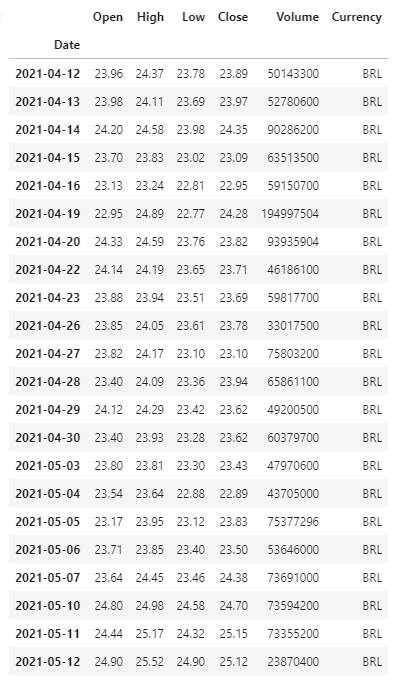 Open High Low Close Volume Currency
Date
2021-04-12 23.96 24.37 23.78 23.89 50143300 BRL
2021-04-13 23.98 24.11 23.69 23.97 52780600 BRL
2021-04-14 24.20 24.58 23.98 24.35 90286200 BRL
2021-04-15 23.70 23.83 23.02 23.09 63513500 BRL
2021-04-16 23.13 23.24 22.81 22.95 59150700 BRL
2021-04-19 22.95 24.89 22.77 24.28 194997504 BRL
2021-04-20 24.33 24.59 23.76 23.82 93935904 BRL
2021-04-22 24.14 24.19 23.65 23.71 46186100 BRL
2021-04-23 23.88 23.94 23.51 23.69 59817700 BRL
2021-04-26 23.85 24.05 23.61 23.78 33017500 BRL
2021-04-27 23.82 24.17 23.10 23.10 75803200 BRL
2021-04-28 23.40 24.09 23.36 23.94 65861100 BRL
2021-04-29 24.12 24.29 23.42 23.62 49200500 BRL
2021-04-30 23.40 23.93 23.28 23.62 60379700 BRL
2021-05-03 23.80 23.81 23.30 23.43 47970600 BRL
2021-05-04 23.54 23.64 22.88 22.89 43705000 BRL
2021-05-05 23.17 23.95 23.12 23.83 75377296 BRL
2021-05-06 23.71 23.85 23.40 23.50 53646000 BRL
2021-05-07 23.64 24.45 23.46 24.38 73691000 BRL
2021-05-10 24.80 24.98 24.58 24.70 73594200 BRL
2021-05-11 24.44 25.17 24.32 25.15 73355200 BRL
2021-05-12 24.90 25.52 24.90 25.12 23870400 BRL